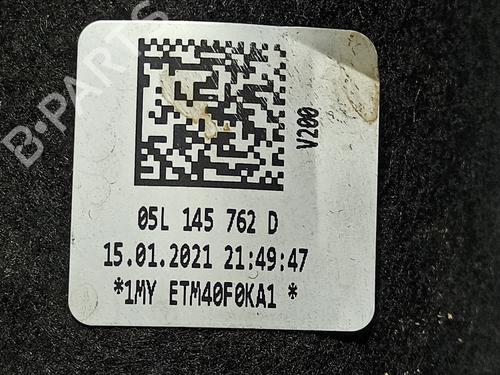 B-PARTS
V200
05L 145 762 D
15.01.2021 21:49:47
*1MY ETM40F0KA1 *